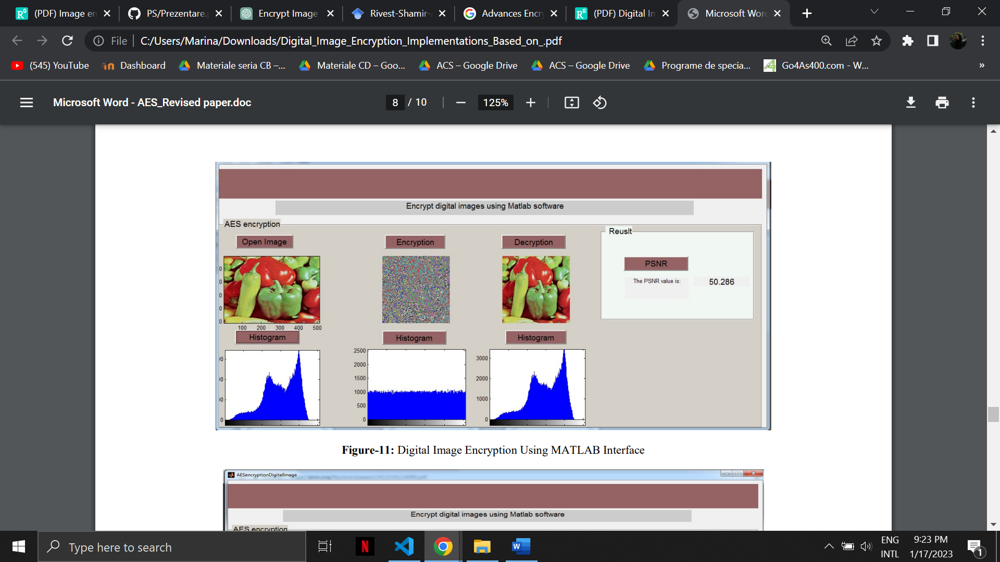 (PDF) Image en
PS/Prezentare.p
Encrypt Image
Rivest-Shamir-
Advances Encry
(PDF) Digital In
Microsoft Word
File
C:/Users/Marina/Downloads/Digital_Image_Encryption_Implementations_Based_on_.pdf
(545) YouTube
Dashboard
Materiale seria CB –...
Materiale CD – Goo...
ACS – Google Drive
ACS – Google Drive
Programe de specia...
Go4As400.com - W...
»
Microsoft Word - AES_Revised paper.doc
8 / 10
125%
Encrypt digital images using Matlab software
AES encryption
Open Image
Encryption
Decryption
Reuslt
PSNR
The PSNR value is:
50.286
0
0
0
0
0
100 200 300 400 500
Histogram
Histogram
Histogram
00
00
00
0
2500
2000
1500
1000
500
0
3000
2000
1000
0
Figure-11: Digital Image Encryption Using MATLAB Interface
AESencryptionDigitalImage
Encrypt digital images using Matlab software
AES encryption
Type here to search
ENG
INTL
9:23 PM
1/17/2023
1